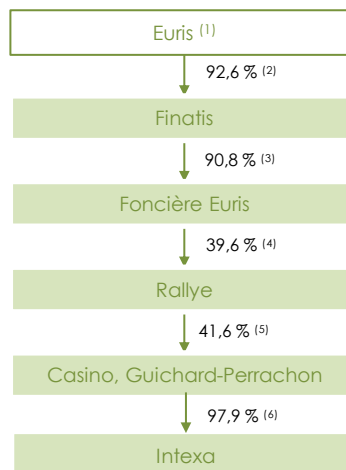 Euris (1)
92,6 % (2)
Finatis
90,8 % (3)
Foncière Euris
39,6 % (4)
Rallye
41,6 % (5)
Casino, Guichard-Perrachon
97,9 % (6)
Intexa